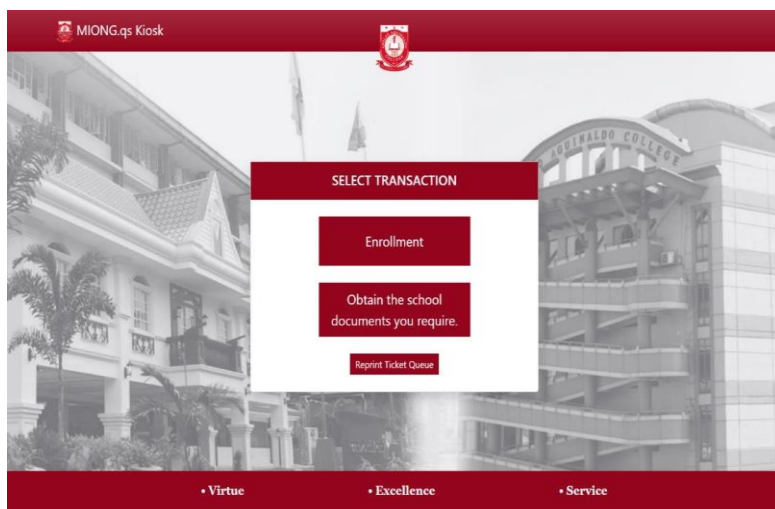 MIONG.qs Kiosk
AGUINALDO COLLEGE
SELECT TRANSACTION
Enrollment
Obtain the school
documents you require.
Reprint Ticket Queue
• Virtue
• Excellence
• Service